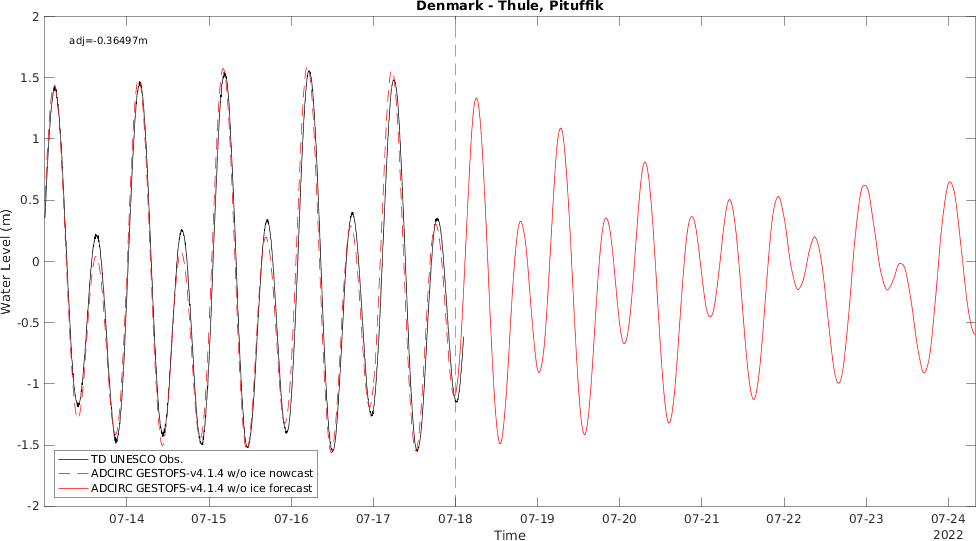 Denmark - Thule, Pituffik
adj=-0.36497m
2
1.5
1
0.5
0
-0.5
-1
-1.5
-2
Water Level (m)
TD UNESCO Obs.
ADCIRC GESTOFS-v4.1.4 w/o ice nowcast
ADCIRC GESTOFS-v4.1.4 w/o ice forecast
07-14 07-15 07-16 07-17 07-18 07-19 07-20 07-21 07-22 07-23 07-24
Time
2022